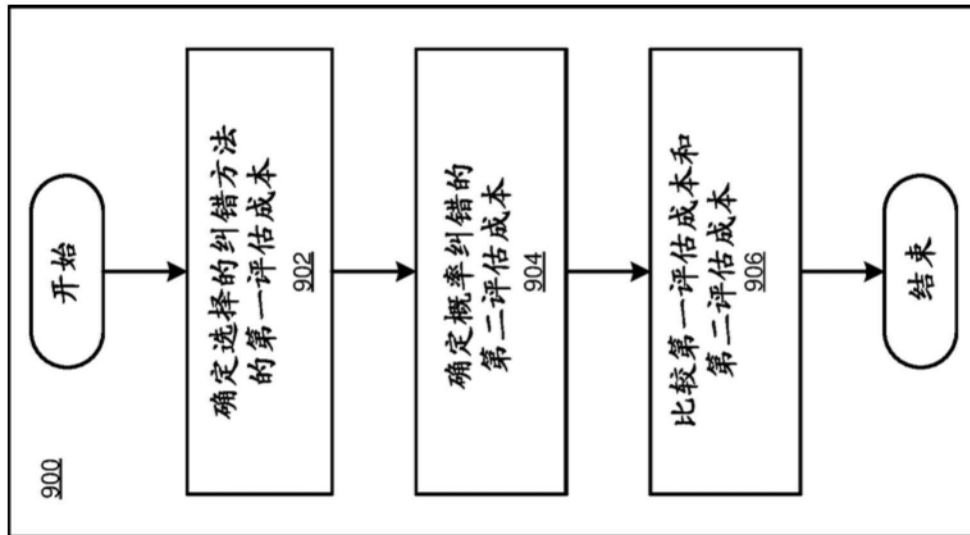 900
开始
确定选择的纠错方法
的第一评估成本
902
确定概率纠错的
第二评估成本
904
比较第一评估成本和
第二评估成本
906
结束